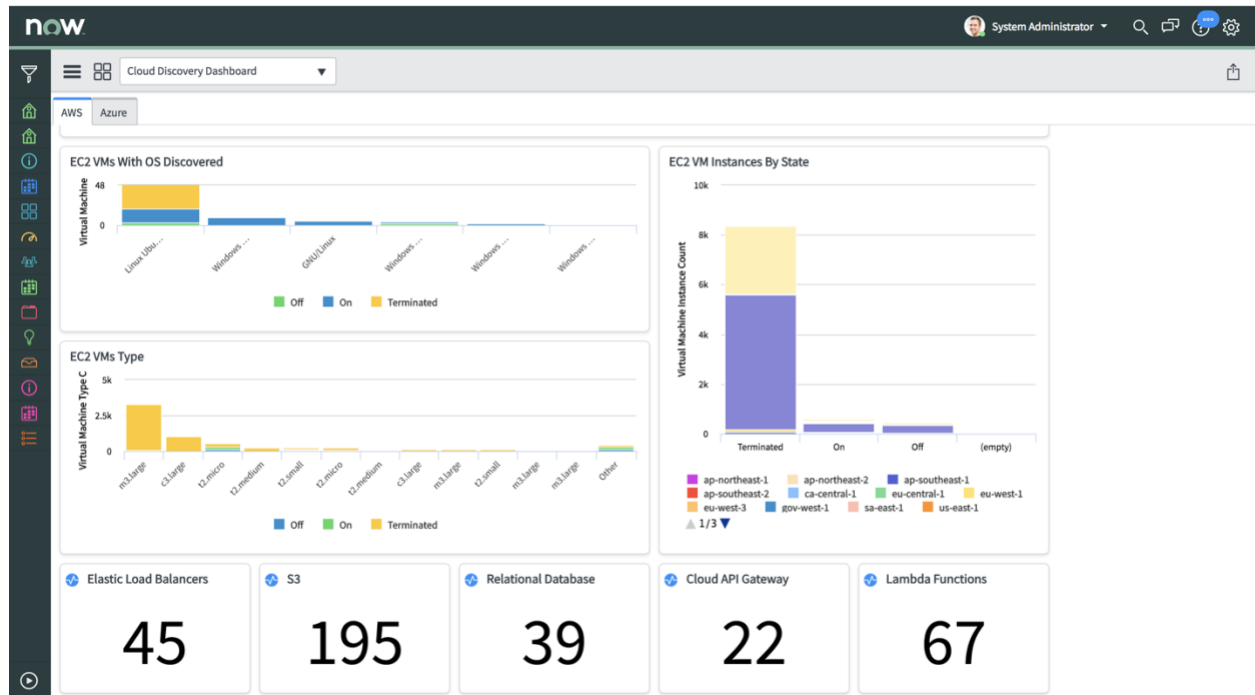 now
System Administrator
Cloud Discovery Dashboard
AWS Azure
EC2 VMs With OS Discovered
Virtual Machine
48
0
Linux Ubu...
Windows ...
GNU/Linux
Windows ...
Windows ...
Windows ...
Off On Terminated
EC2 VMs Type
Virtual Machine Type C
5k
2.5k
0
m3.large
c3.large
t2.micro
t2.medium
t2.small
t2.micro
t2.medium
c3.large
m3.large
t2.small
m3.large
m3.large
Other
Off On Terminated
EC2 VM Instances By State
Virtual Machine Instance Count
10k
8k
6k
4k
2k
0
Terminated On Off (empty)
ap-northeast-1 ap-northeast-2 ap-southeast-1
ap-southeast-2 ca-central-1 eu-central-1 eu-west-1
eu-west-3 gov-west-1 sa-east-1 us-east-1
1/3
Elastic Load Balancers
45
S3
195
Relational Database
39
Cloud API Gateway
22
Lambda Functions
67